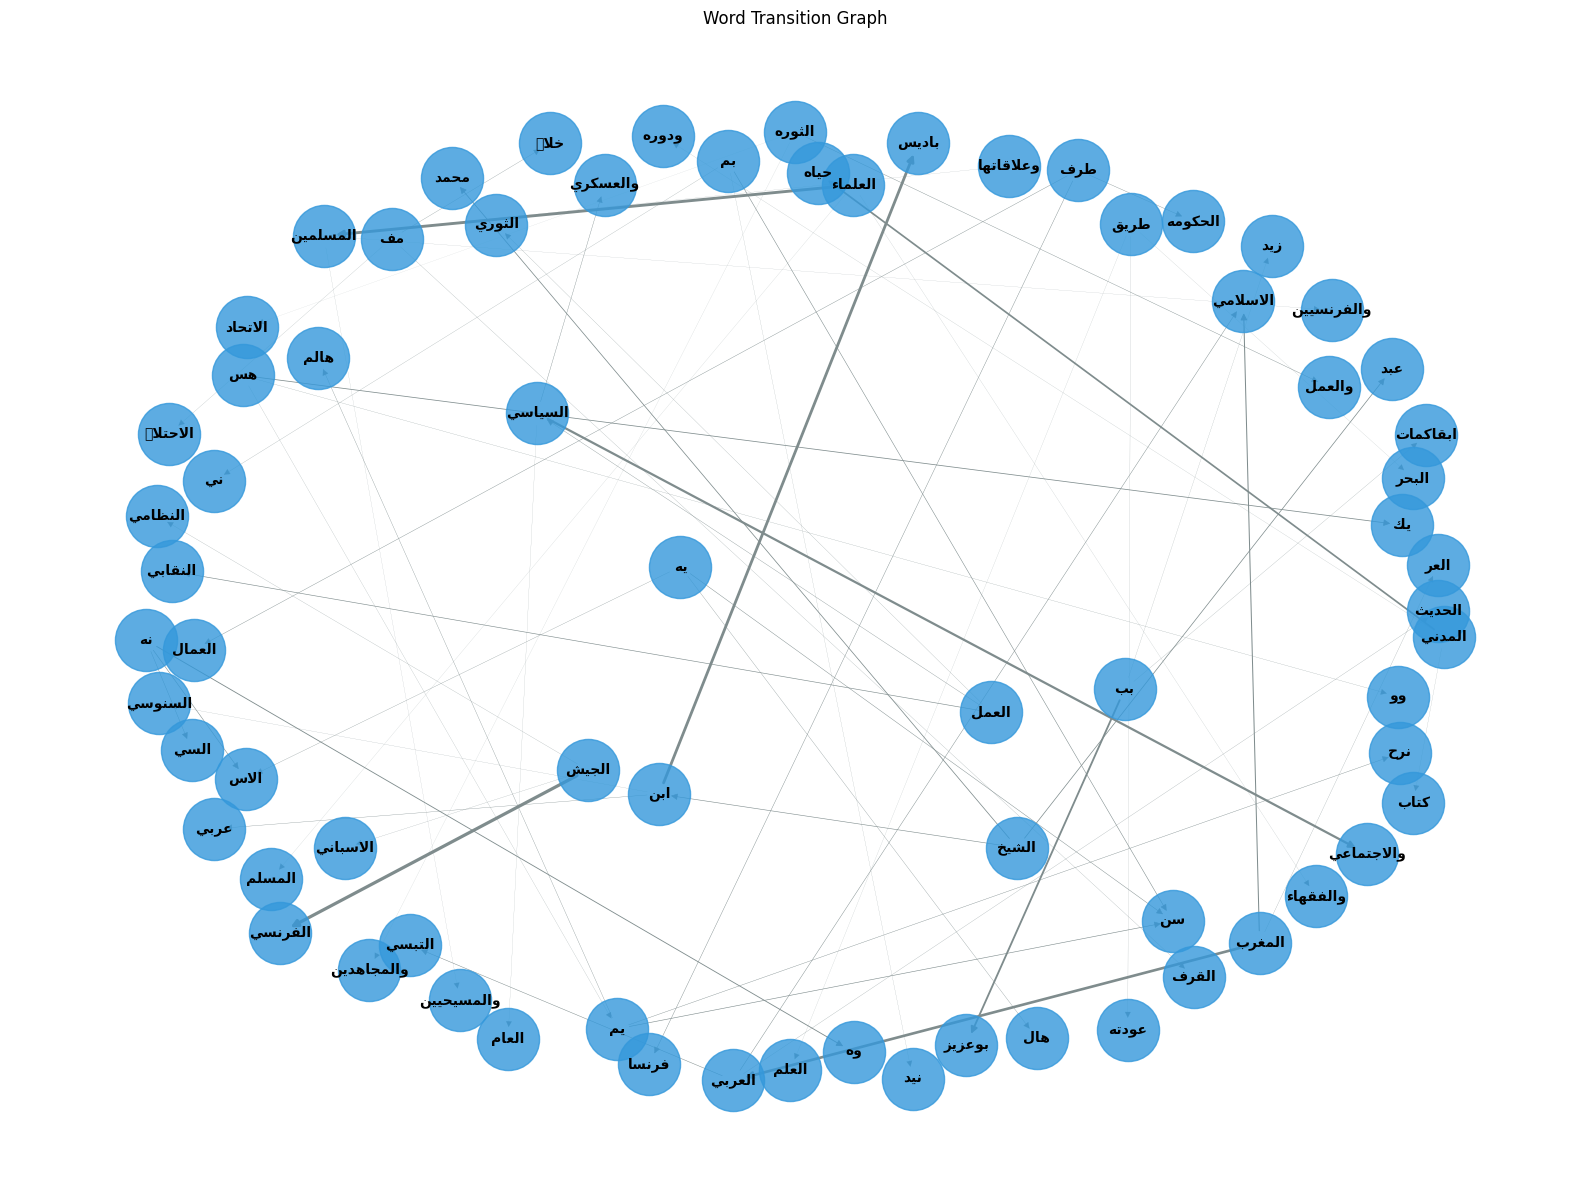 Word Transition Graph
الثوره
ودوره
باديس
خلا
بم
وعلاقاتها
طرف
حياه
محمد
والعسكري
العلماء
الحكومه
طريق
الثوري
المسلمين
مف
زيد
الاسلامي
والفرنسيين
الاتحاد
هالم
عبد
هس
والعمل
السياسي
الاحتلا
ابقاكمات
البحر
ني
النظامي
يك
العر
يه
النقابي
الحديث
المدني
نه
العمال
بب
وو
السنوسي
العمل
السي
نرح
الجيش
الاس
ابن
كتاب
عربي
الشيخ
الاسباني
والاجتماعي
المسلم
والفقهاء
سن
الفرنسي
المغرب
التبسي
والمجاهدين
القرف
والمسيحيين
يم
عودته
العام
هال
بوعزيز
وه
فرنسا
العلم
نيد
العربي